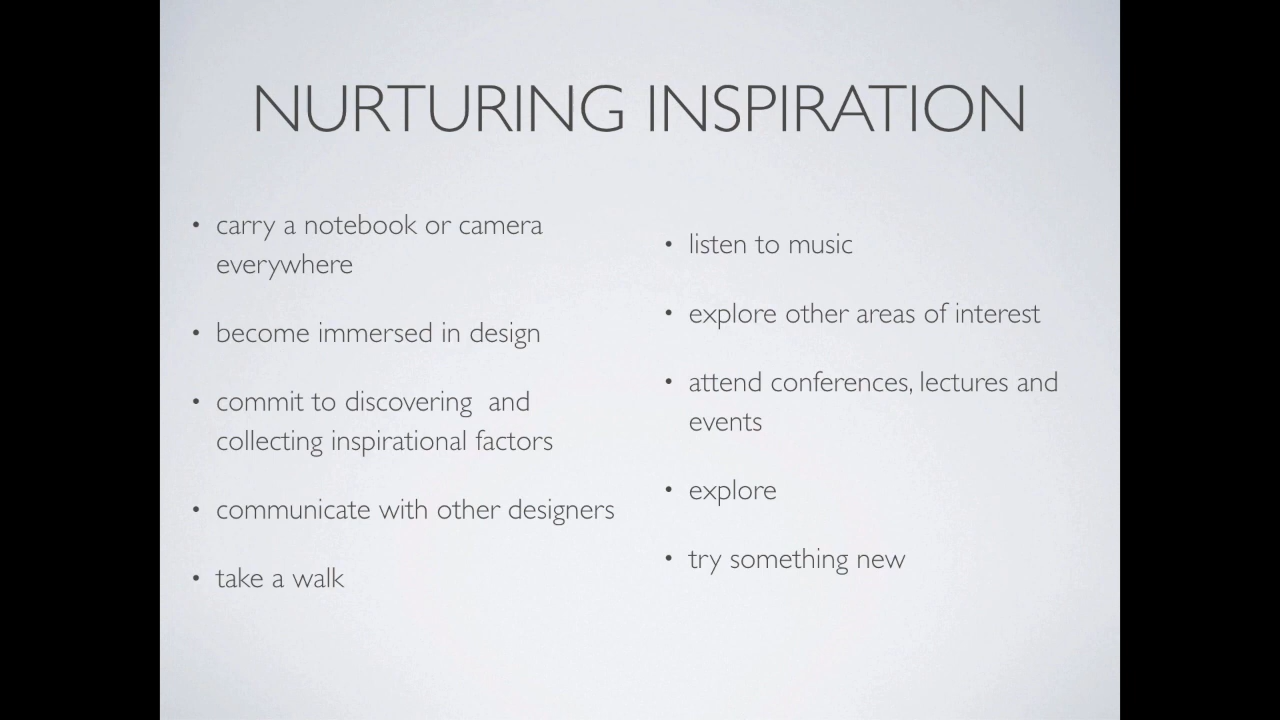 NURTURING INSPIRATION
• carry a notebook or camera
everywhere
• become immersed in design
• commit to discovering  and
collecting inspirational factors
• communicate with other designers
• take a walk
• listen to music
• explore other areas of interest
• attend conferences, lectures and
events
• explore
• try something new